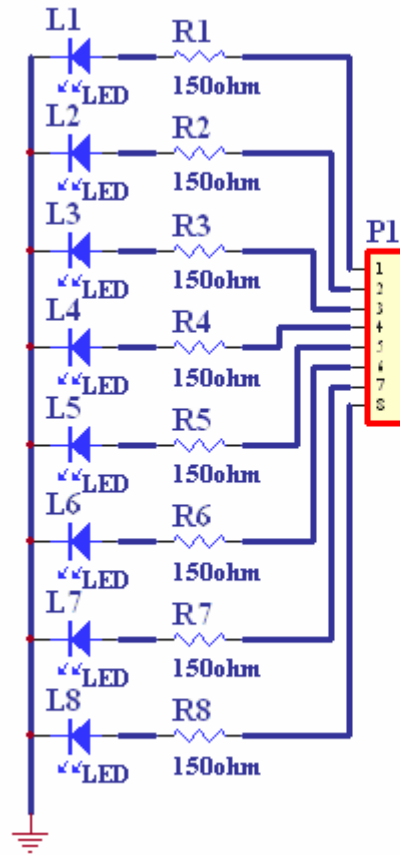 L1 R1
LED 150ohm
L2 R2
LED 150ohm
L3 R3
LED 150ohm
P1
1
2
3
4
5
6
7
8
L4 R4
LED 150ohm
L5 R5
LED 150ohm
L6 R6
LED 150ohm
L7 R7
LED 150ohm
L8 R8
LED 150ohm